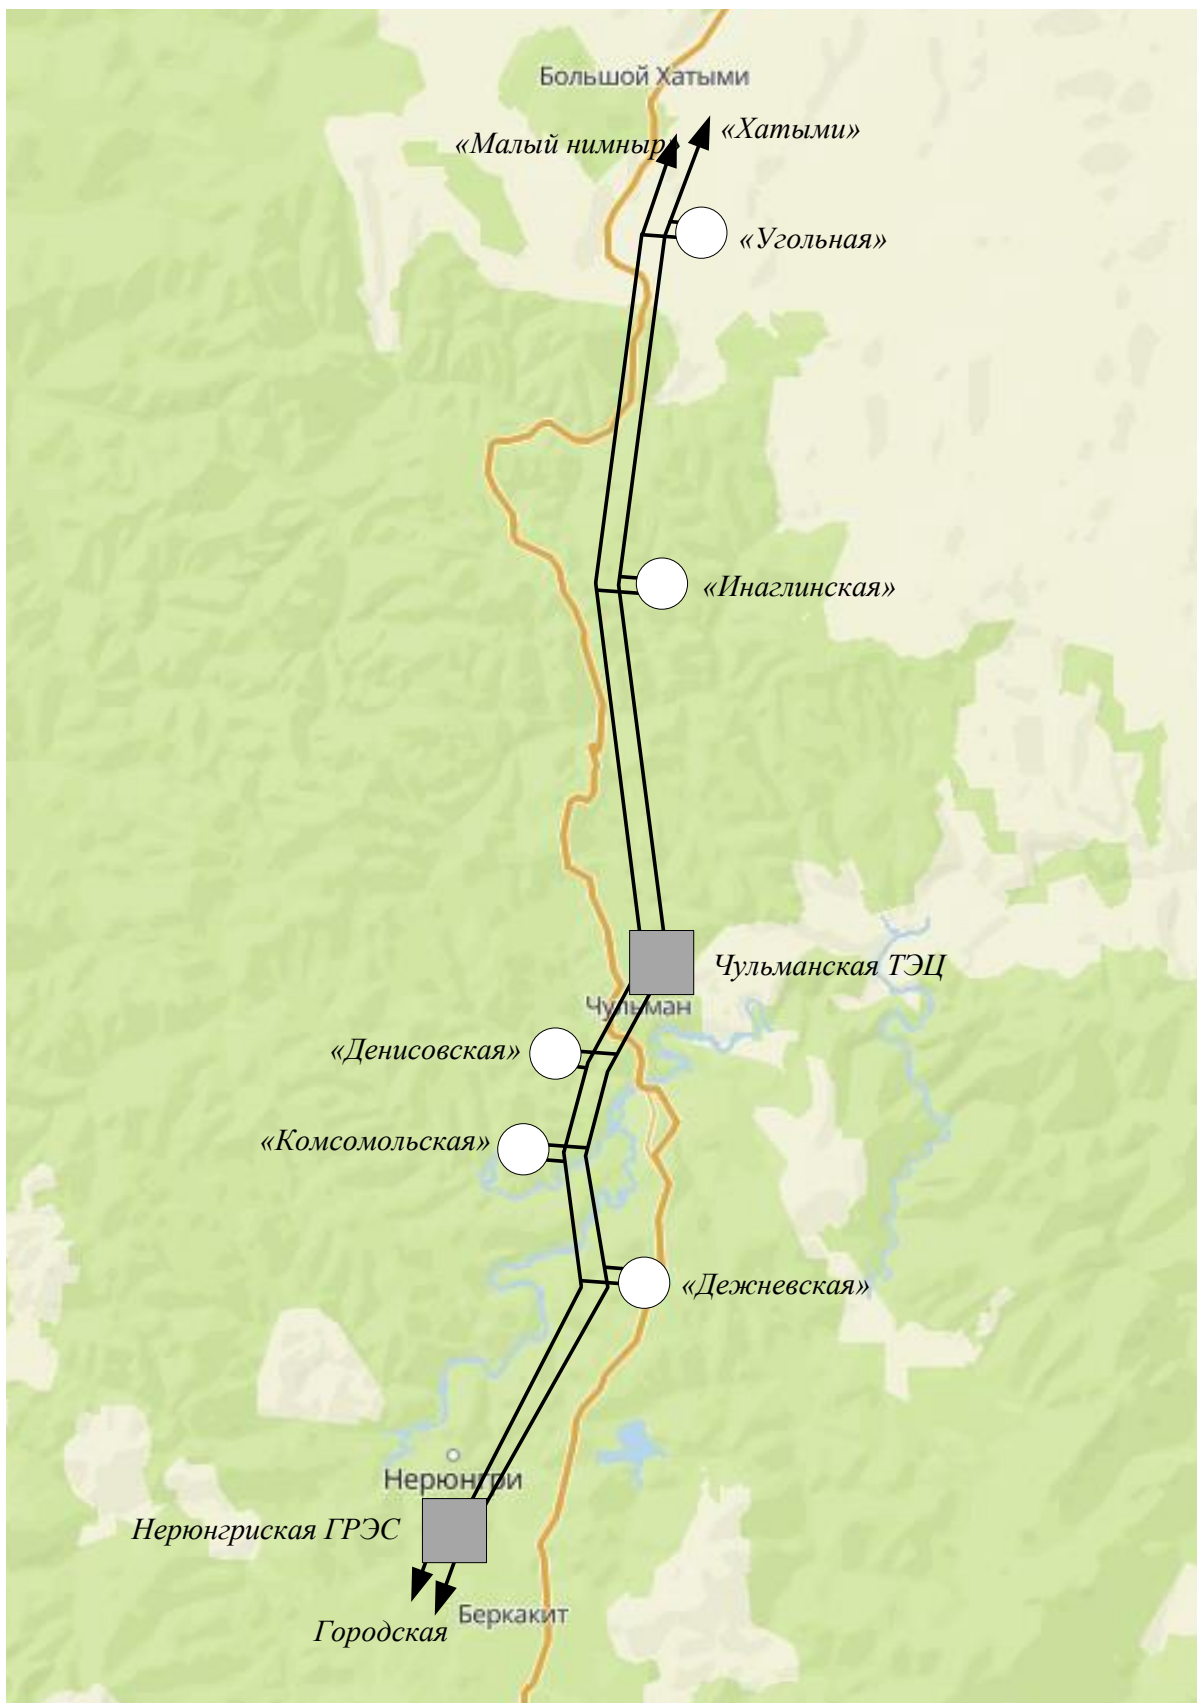 Большой Хатыми
«Хатыми»
«Малый нимныр»
«Угольная»
«Инаглинская»
Чульманская ТЭЦ
Чульман
«Денисовская»
«Комсомольская»
«Дежневская»
Нерюнгри
Нерюнгриская ГРЭС
Беркакит
Городская